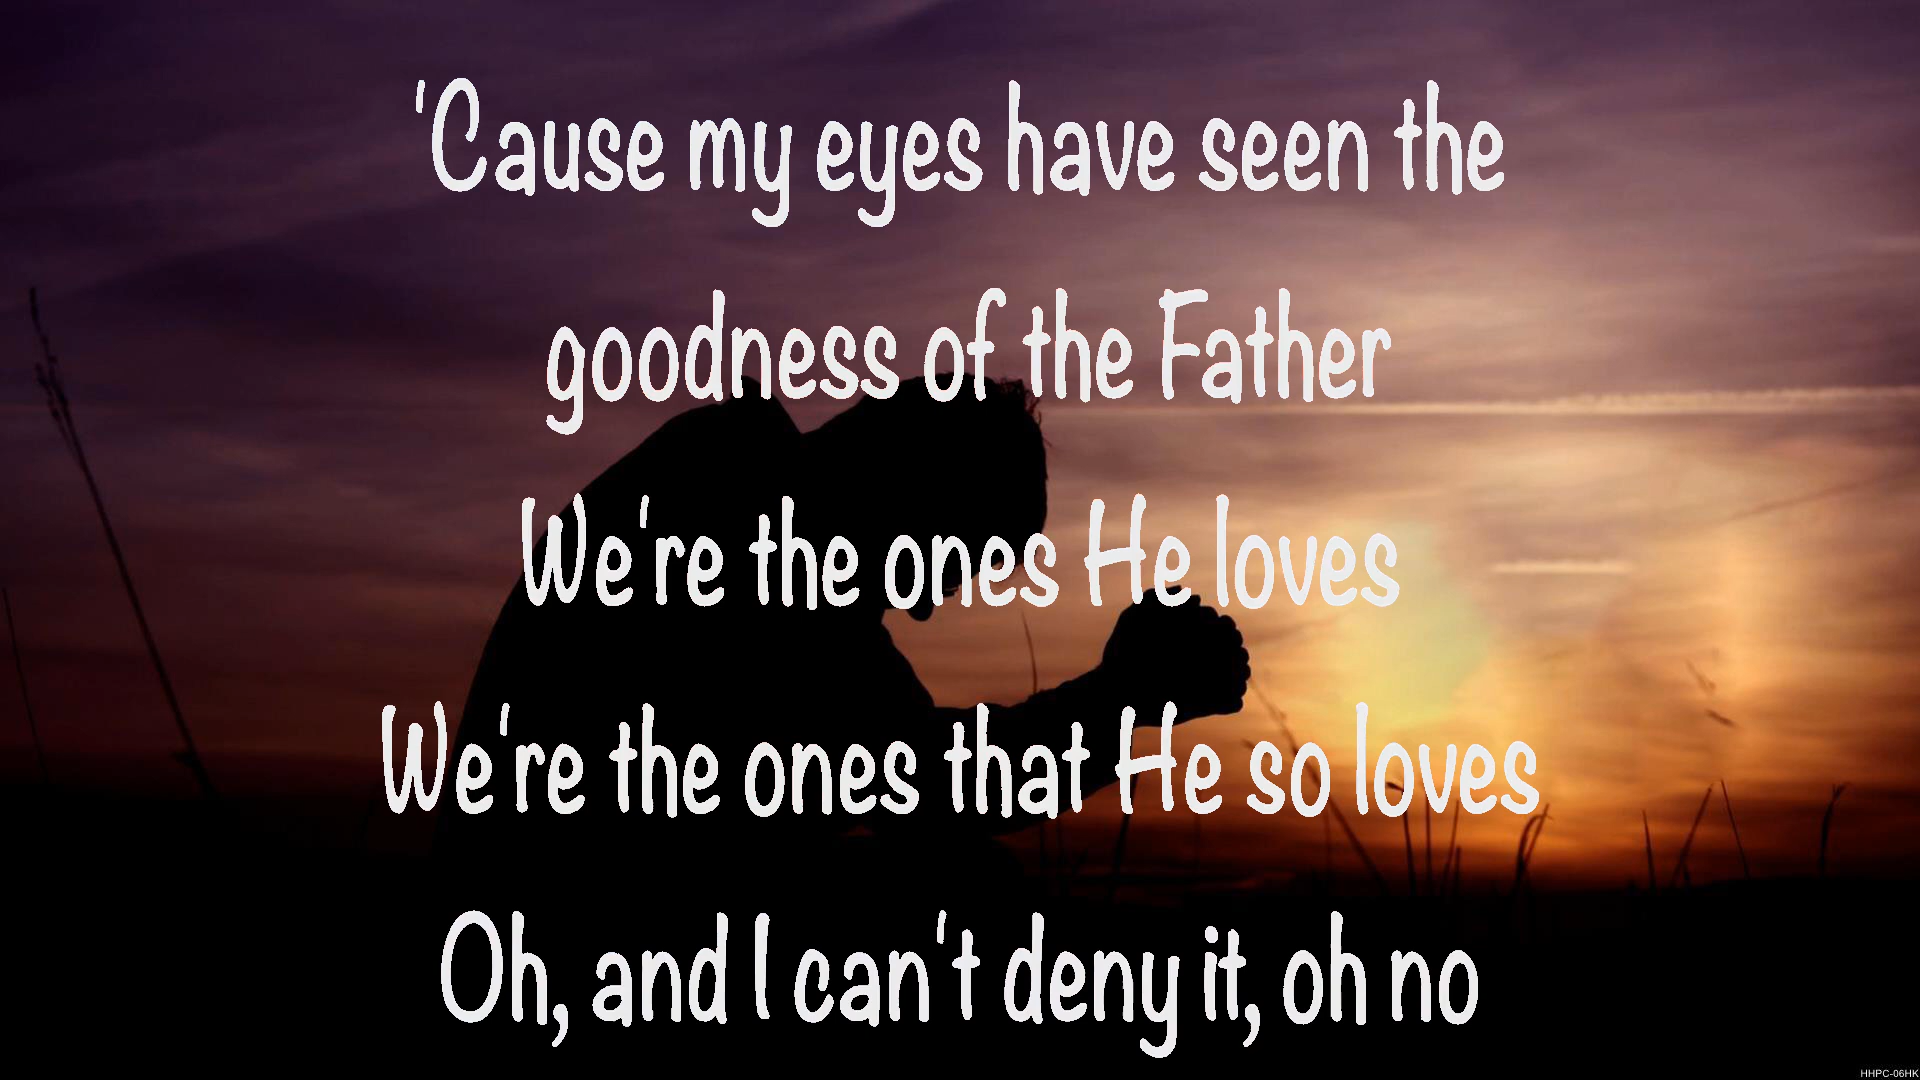 'Cause my eyes have seen the
goodness of the Father
We're the ones He loves
We're the ones that He so loves
Oh, and I can't deny it, oh no
HHPC-06HK